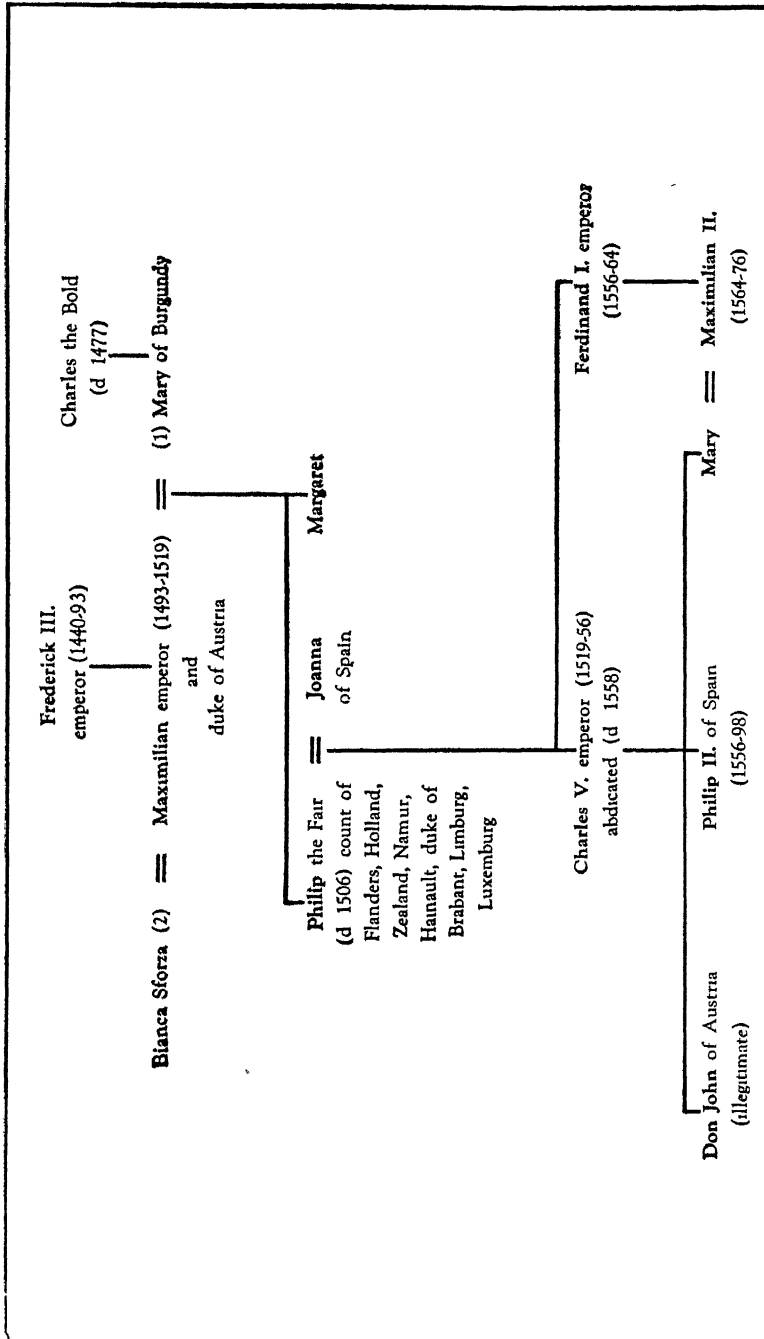 Frederick III.
emperor (1440-93)
Charles the Bold
(d 1477)
Bianca Sforza (2) = Maximilian emperor (1493-1519) = (1) Mary of Burgundy
and
duke of Austria
Philip the Fair = Joanna Margaret
(d 1506) count of of Spain
Flanders, Holland,
Zealand, Namur,
Hainault, duke of
Brabant, Limburg,
Luxemburg
Charles V. emperor (1519-56) Ferdinand I. emperor
abdicated (d 1558) (1556-64)
Don John of Austria Philip II. of Spain Mary = Maximilian II.
(illegitimate) (1556-98) (1564-76)